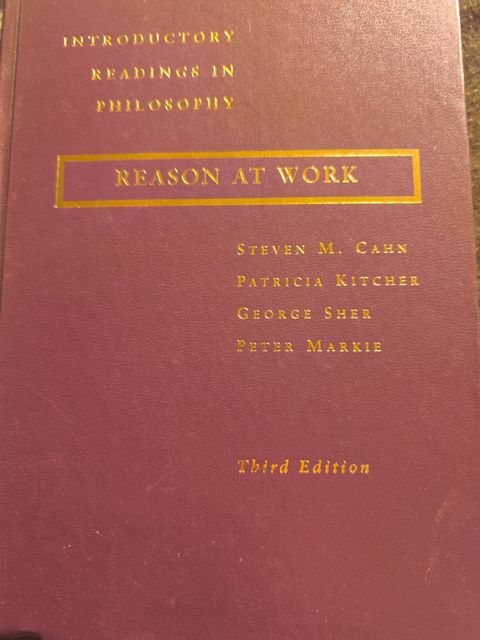 INTRODUCTORY
READINGS IN
PHILOSOPHY
REASON AT WORK
STEVEN M. CAHN
PATRICIA KITCHER
GEORGE SHER
PETER MARKIE
Third Edition